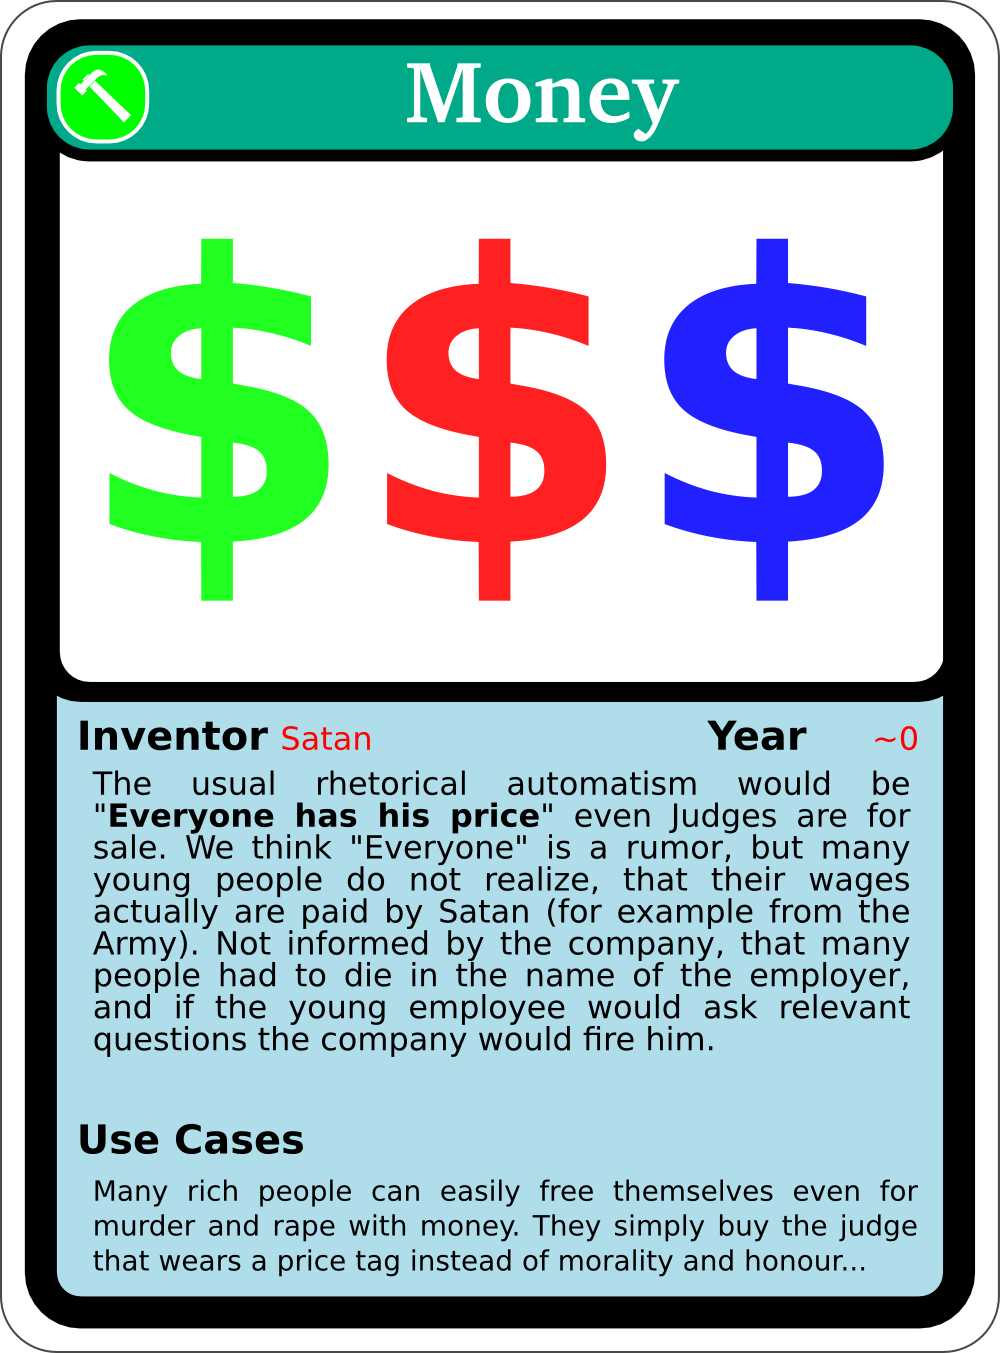 Money
$ $ $
Inventor Satan Year ~0
The usual rhetorical automatism would be
"Everyone has his price" even Judges are for
sale. We think "Everyone" is a rumor, but many
young people do not realize, that their wages
actually are paid by Satan (for example from the
Army). Not informed by the company, that many
people had to die in the name of the employer,
and if the young employee would ask relevant
questions the company would fire him.
Use Cases
Many rich people can easily free themselves even for
murder and rape with money. They simply buy the judge
that wears a price tag instead of morality and honour...